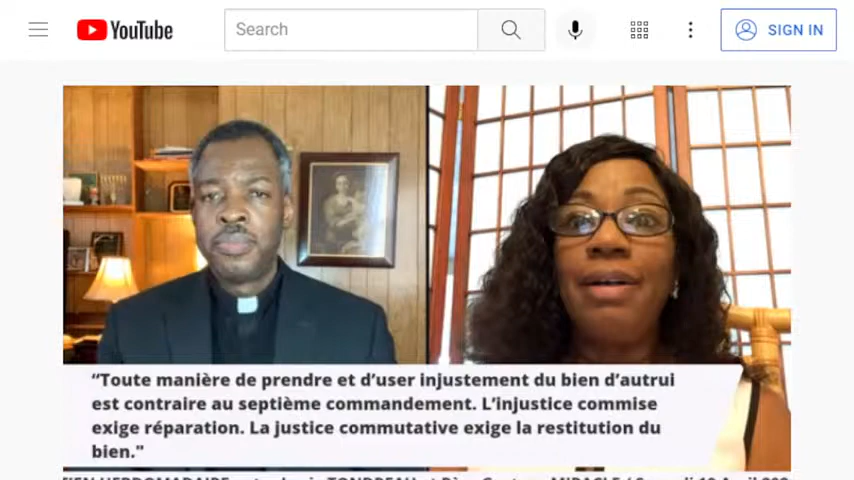 YouTube
Search
SIGN IN
“Toute manière de prendre et d’user injustement du bien d’autrui
est contraire au septième commandement. L’injustice commise
exige réparation. La justice commutative exige la restitution du
bien."